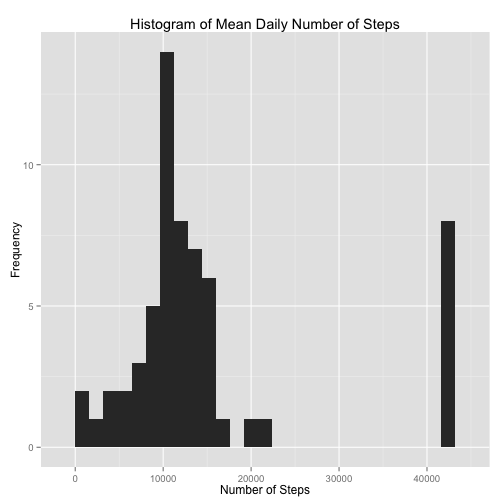 Histogram of Mean Daily Number of Steps
10
5
0
Frequency
0 10000 20000 30000 40000
Number of Steps